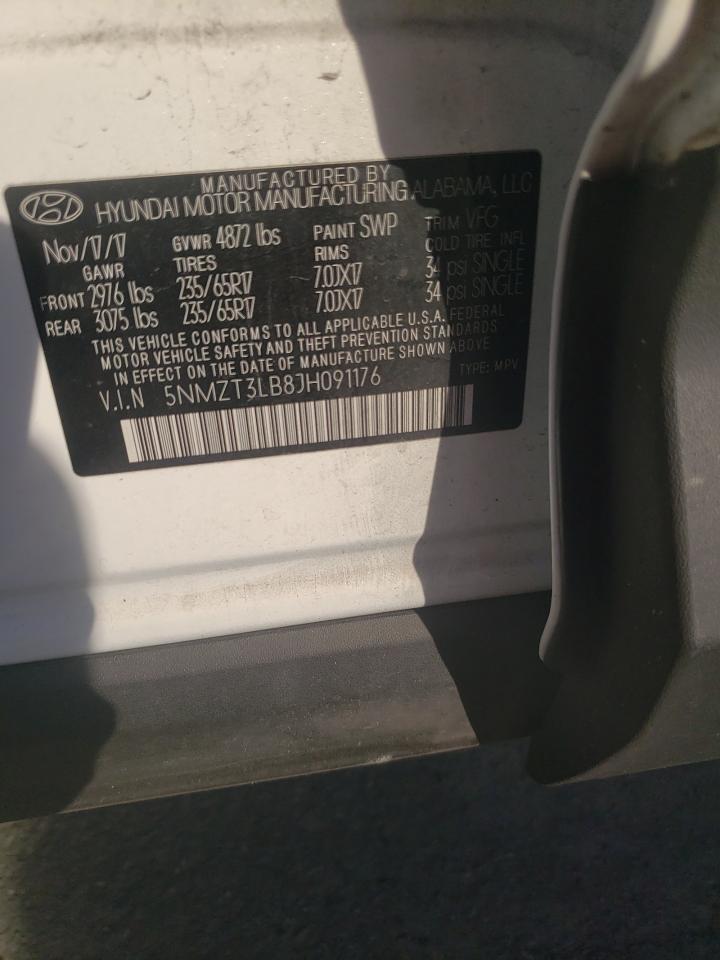 MANUFACTURED BY
HYUNDAI MOTOR MANUFACTURING ALABAMA, LLC
Nov/17/17 GVWR 4872 lbs PAINT SWP TRIM VFG
GAWR TIRES RIMS COLD TIRE INFL
FRONT 2976 lbs 235/65R17 7.0JX17 34 psi SINGLE
REAR 3075 lbs 235/65R17 7.0JX17 34 psi SINGLE
THIS VEHICLE CONFORMS TO ALL APPLICABLE U.S.A. FEDERAL
MOTOR VEHICLE SAFETY AND THEFT PREVENTION STANDARDS
IN EFFECT ON THE DATE OF MANUFACTURE SHOWN ABOVE
V.I.N 5NMZT3LB8JH091176 TYPE: MPV